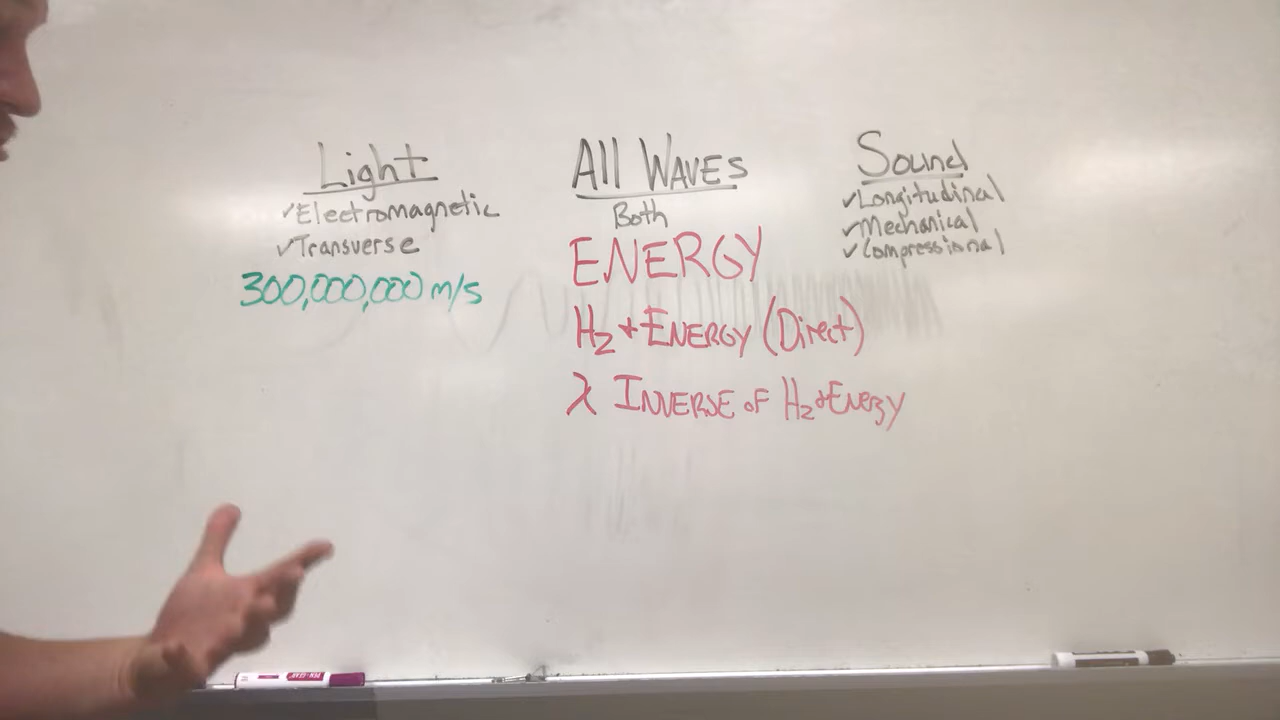 Light
✓Electromagnetic
✓Transverse
300,000,000 m/s
All WAVES
Both
ENERGY
Hz + ENERGY (Direct)
λ INVERSE OF Hz + ENERGY
Sound
✓Longitudinal
✓Mechanical
✓Compressional